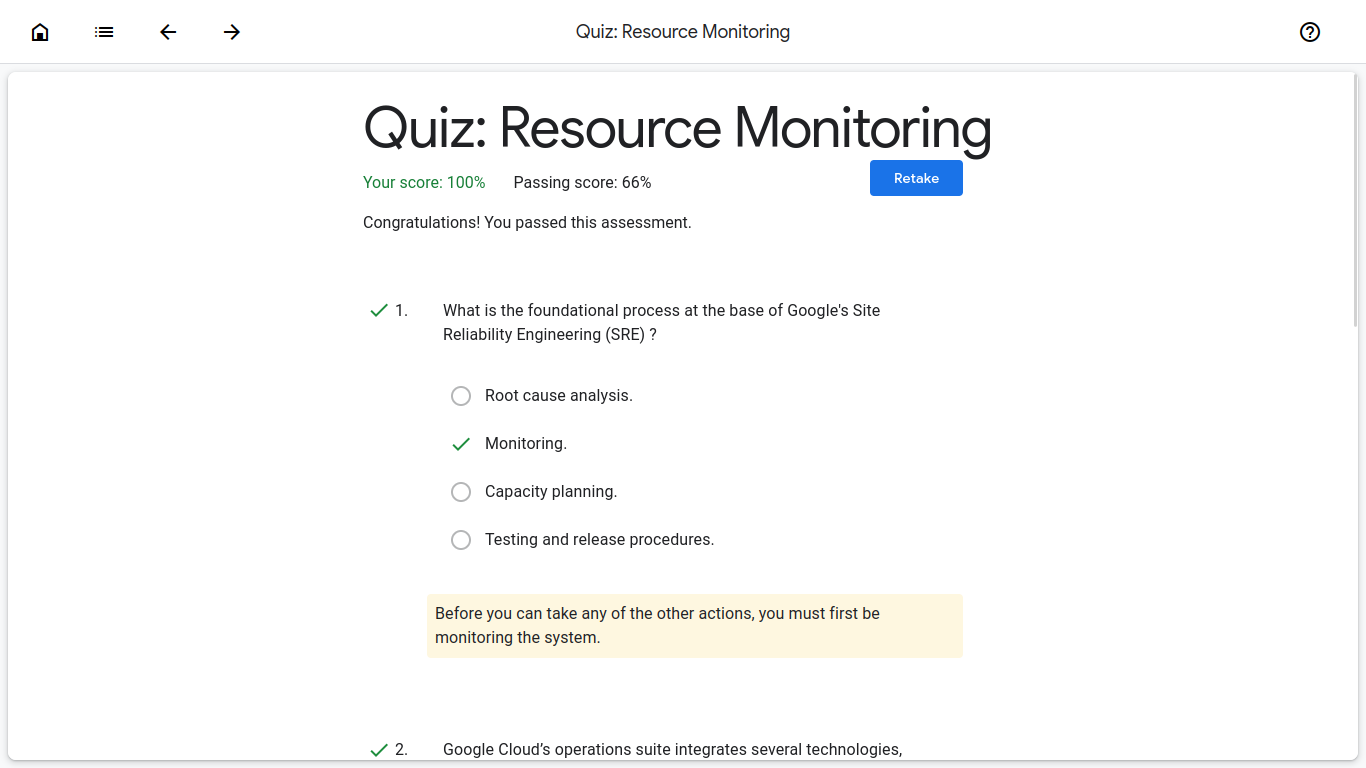 Quiz: Resource Monitoring
Quiz: Resource Monitoring
Your score: 100% Passing score: 66%
Retake
Congratulations! You passed this assessment.
1. What is the foundational process at the base of Google's Site
Reliability Engineering (SRE) ?
Root cause analysis.
Monitoring.
Capacity planning.
Testing and release procedures.
Before you can take any of the other actions, you must first be
monitoring the system.
2. Google Cloud’s operations suite integrates several technologies,